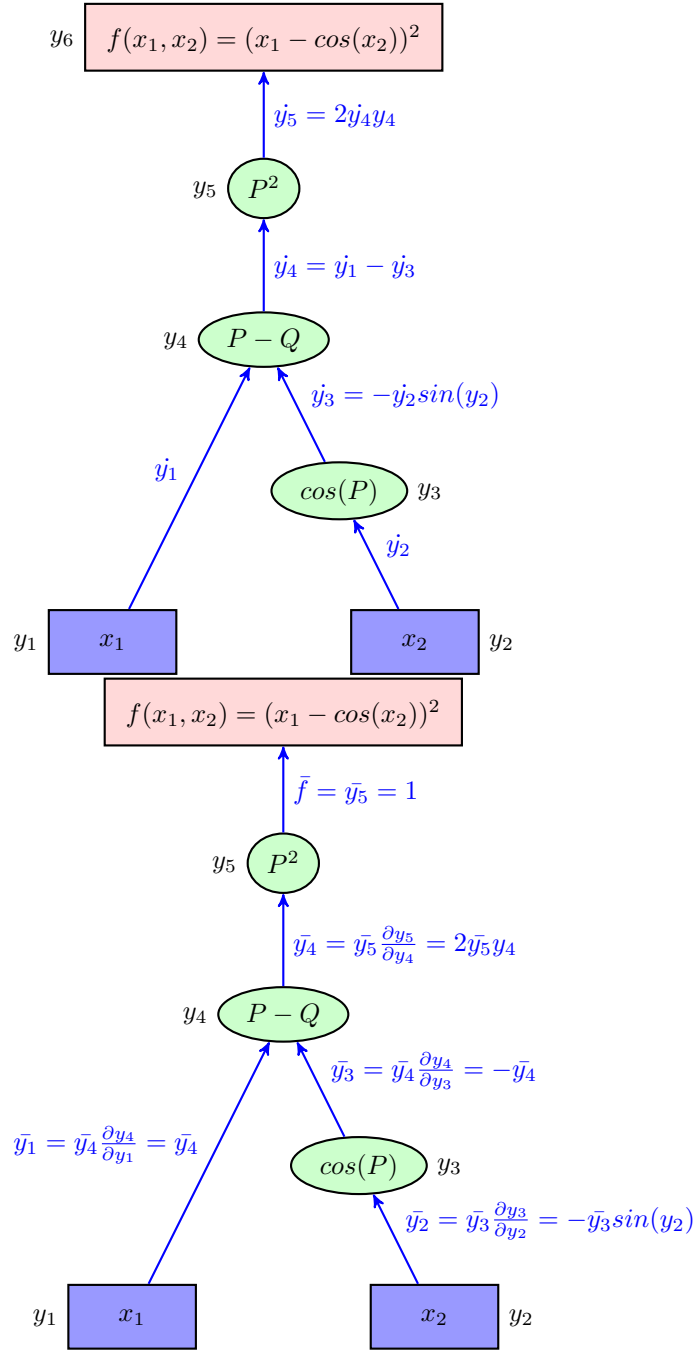 y₆ f(x₁, x₂) = (x₁ − cos(x₂))²
ẏ₅ = 2ẏ₄y₄
y₅ P²
ẏ₄ = ẏ₁ − ẏ₃
y₄ P − Q
ẏ₃ = −ẏ₂sin(y₂)
ẏ₁ cos(P) y₃
ẏ₂
y₁ x₁ x₂ y₂
f(x₁, x₂) = (x₁ − cos(x₂))²
f̄ = ȳ₅ = 1
y₅ P²
ȳ₄ = ȳ₅ ∂y₅/∂y₄ = 2ȳ₅y₄
y₄ P − Q
ȳ₃ = ȳ₄ ∂y₄/∂y₃ = −ȳ₄
ȳ₁ = ȳ₄ ∂y₄/∂y₁ = ȳ₄
cos(P) y₃
ȳ₂ = ȳ₃ ∂y₃/∂y₂ = −ȳ₃sin(y₂)
y₁ x₁ x₂ y₂